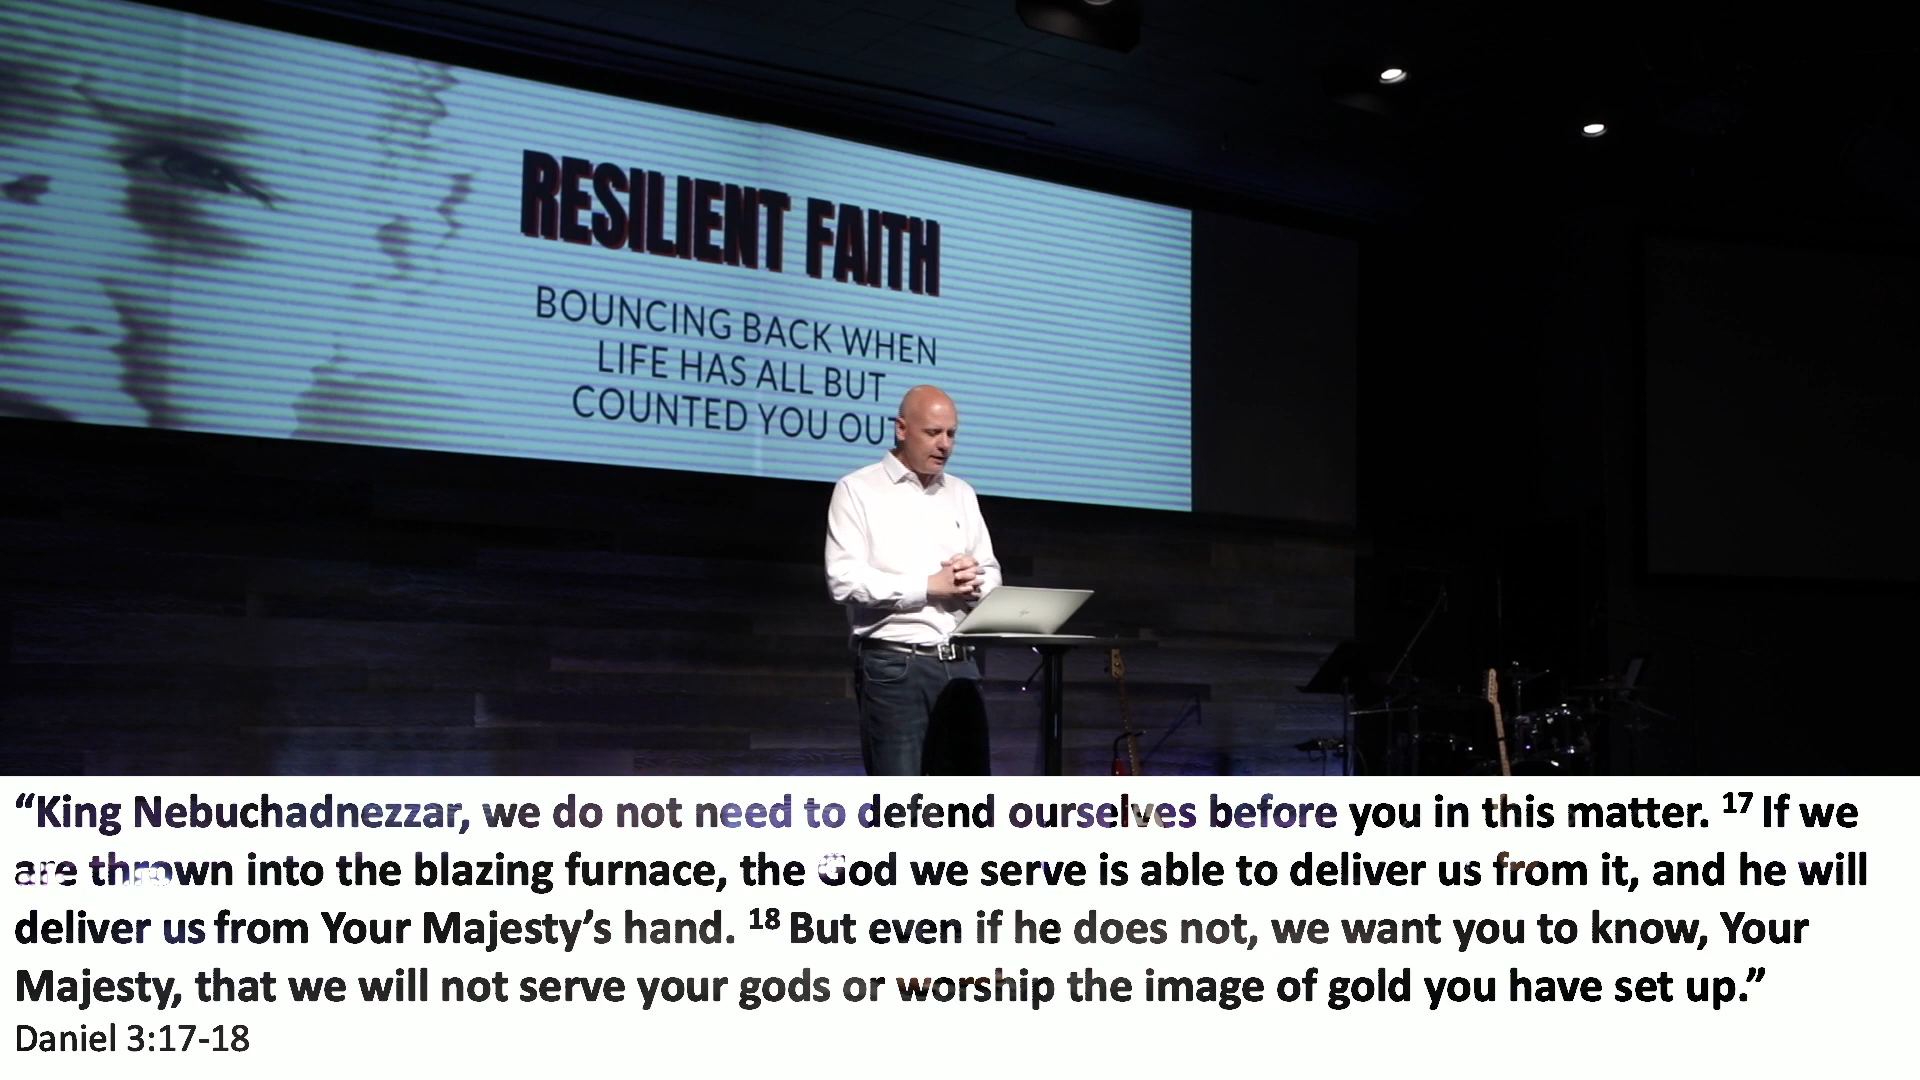 RESILIENT FAITH
BOUNCING BACK WHEN
LIFE HAS ALL BUT
COUNTED YOU OUT
“King Nebuchadnezzar, we do not need to defend ourselves before you in this matter. 17 If we
are thrown into the blazing furnace, the God we serve is able to deliver us from it, and he will
deliver us from Your Majesty’s hand. 18 But even if he does not, we want you to know, Your
Majesty, that we will not serve your gods or worship the image of gold you have set up.”
Daniel 3:17-18